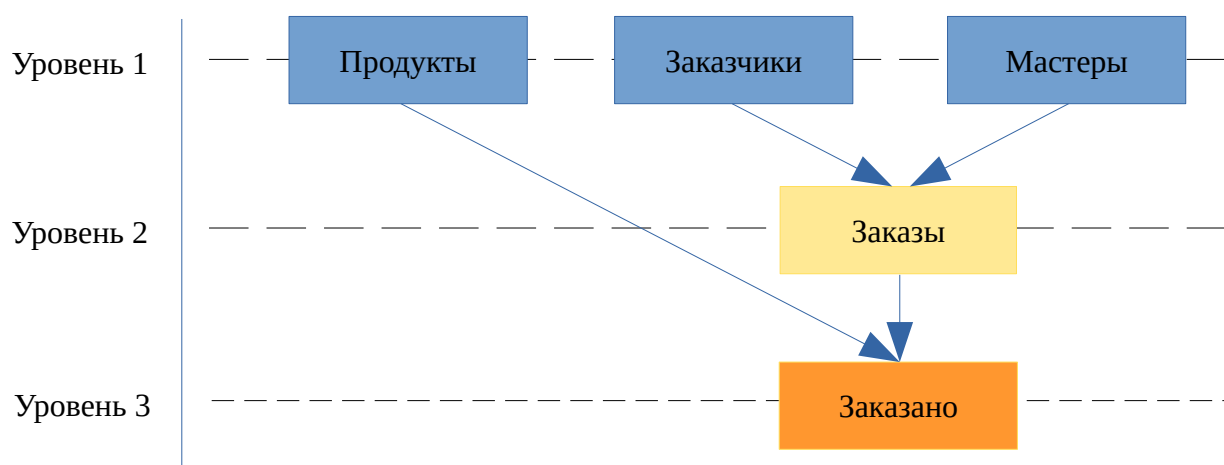 Уровень 1
Продукты
Заказчики
Мастеры
Уровень 2
Заказы
Уровень 3
Заказано